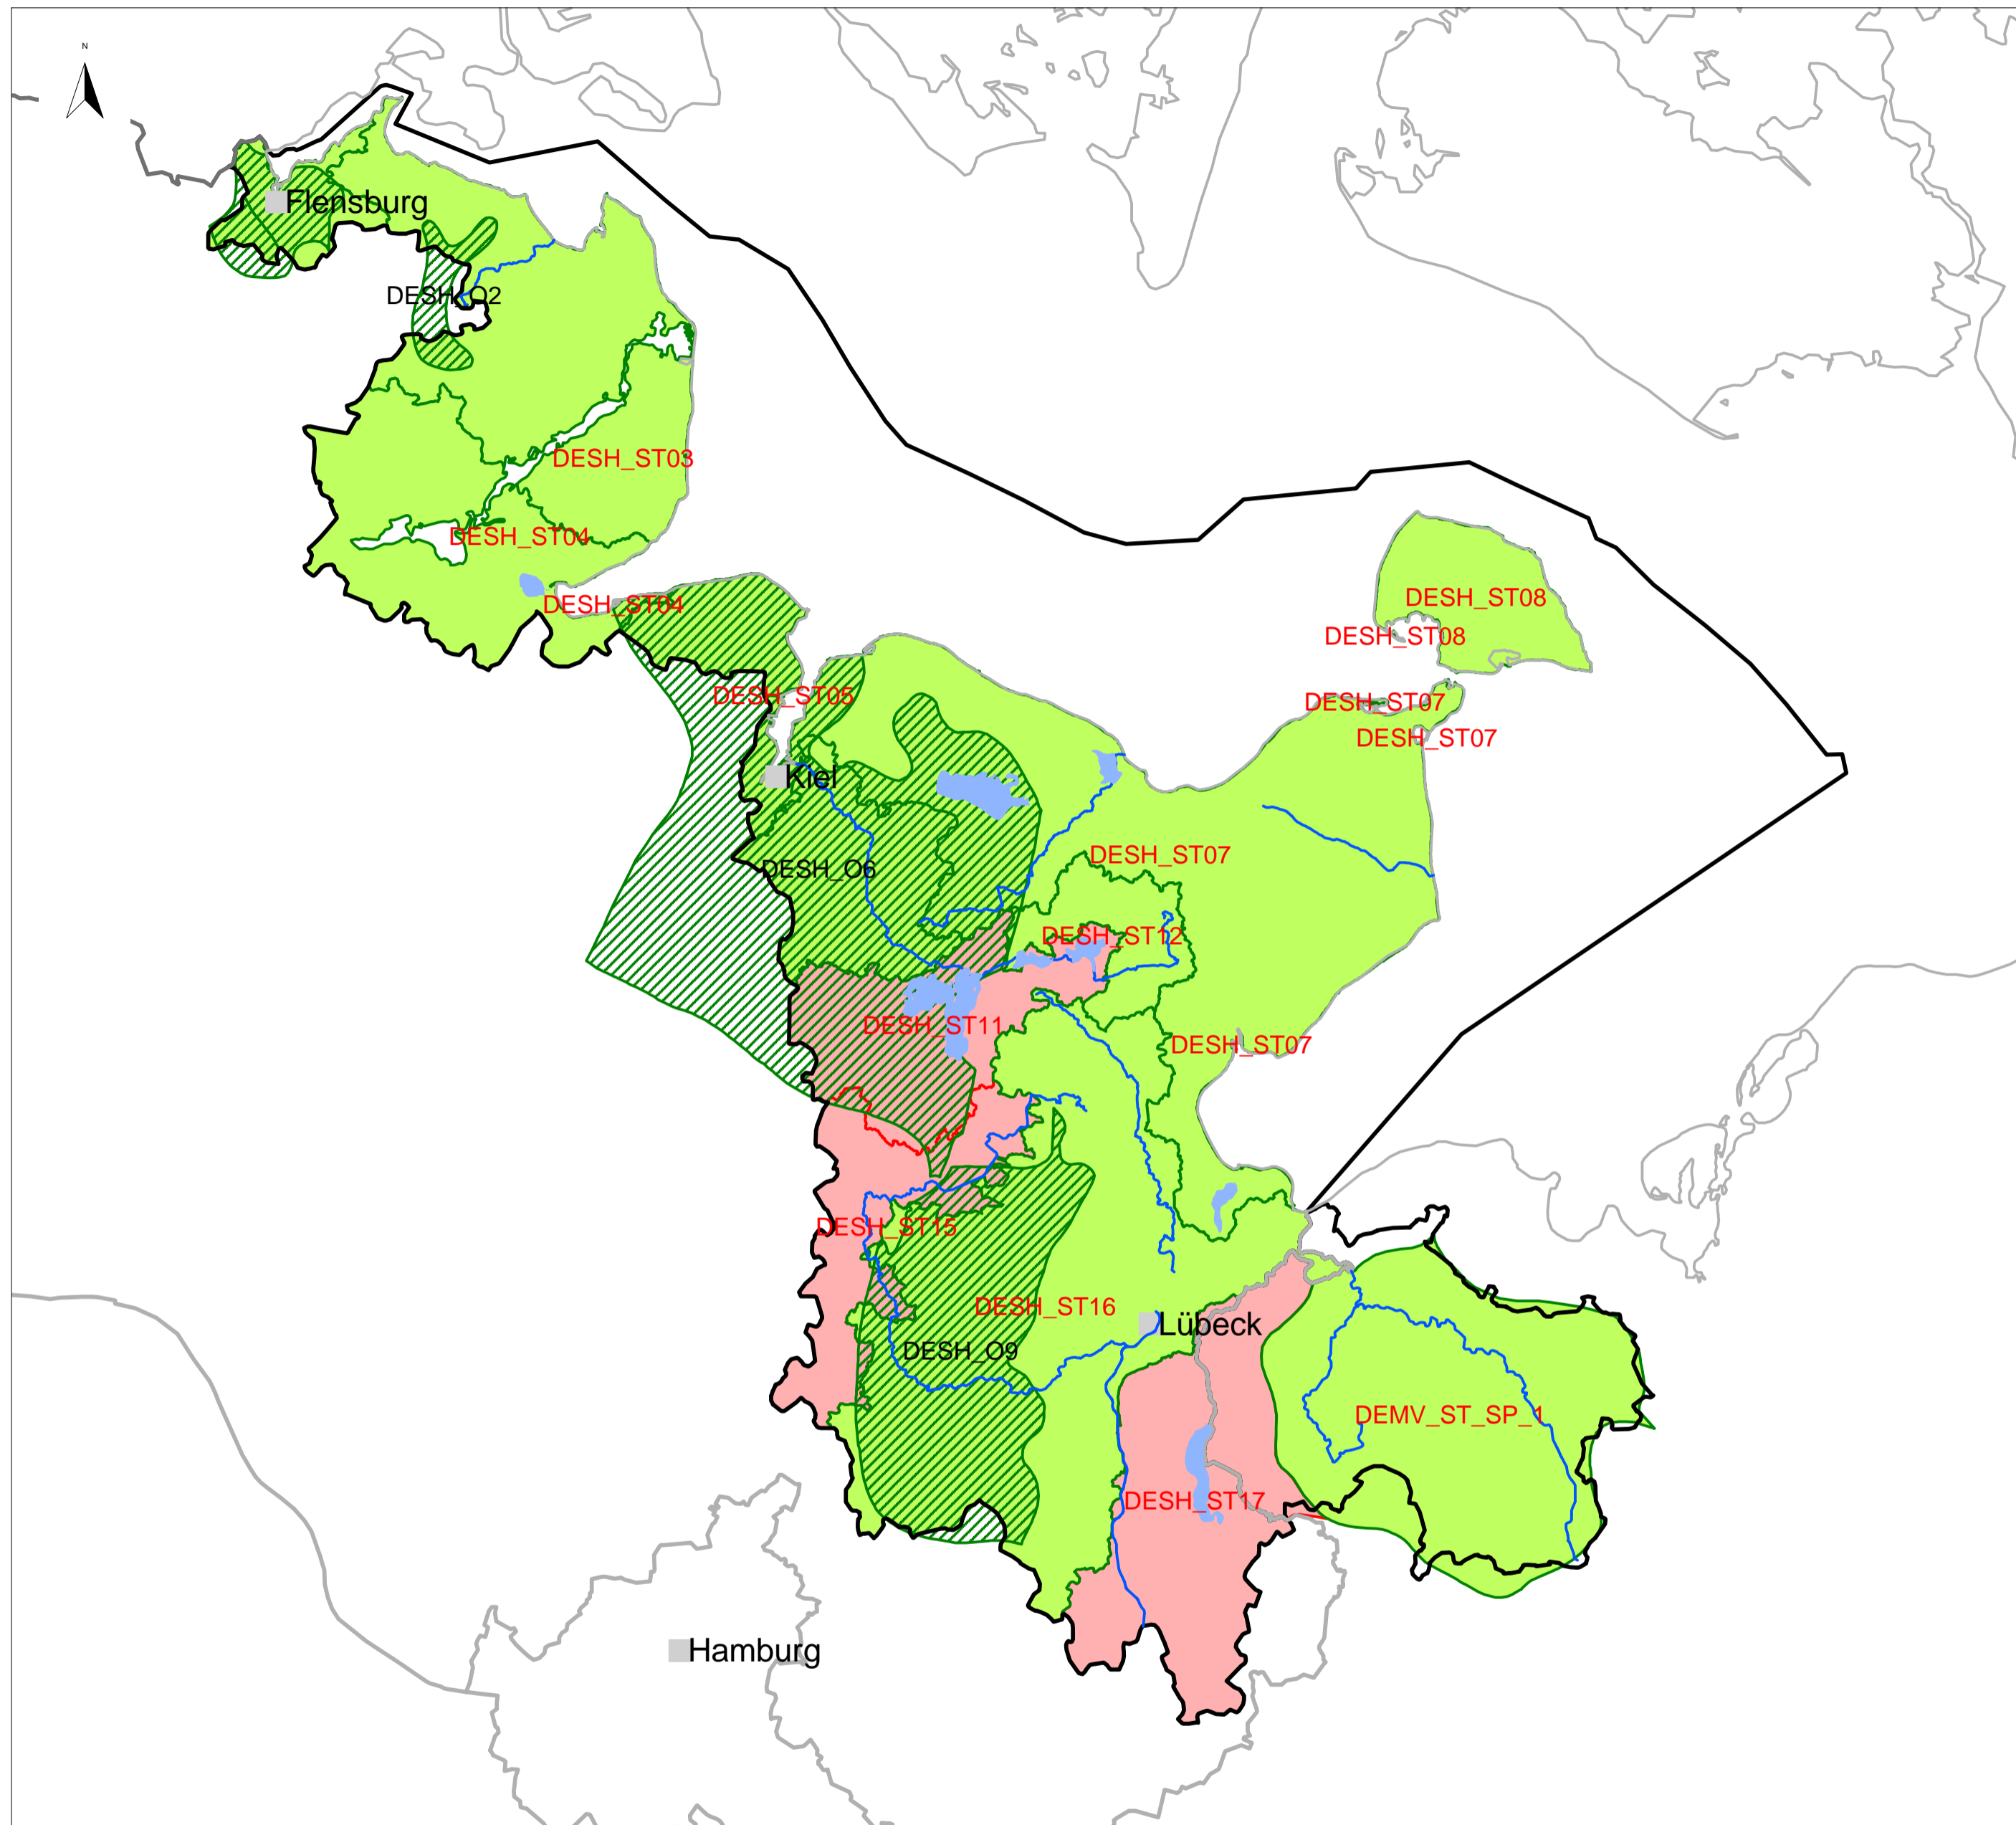 N
Flensburg
DESH_O2
DESH_ST03
DESH_ST04
DESH_ST04
DESH_ST08
DESH_ST08
DESH_ST05
DESH_ST07
DESH_ST07
Kiel
DESH_O6
DESH_ST07
DESH_ST12
DESH_ST11
DESH_ST07
DESH_ST15
DESH_ST16
Lübeck
DESH_O9
DEMV_ST_SP_1
DESH_ST17
Hamburg